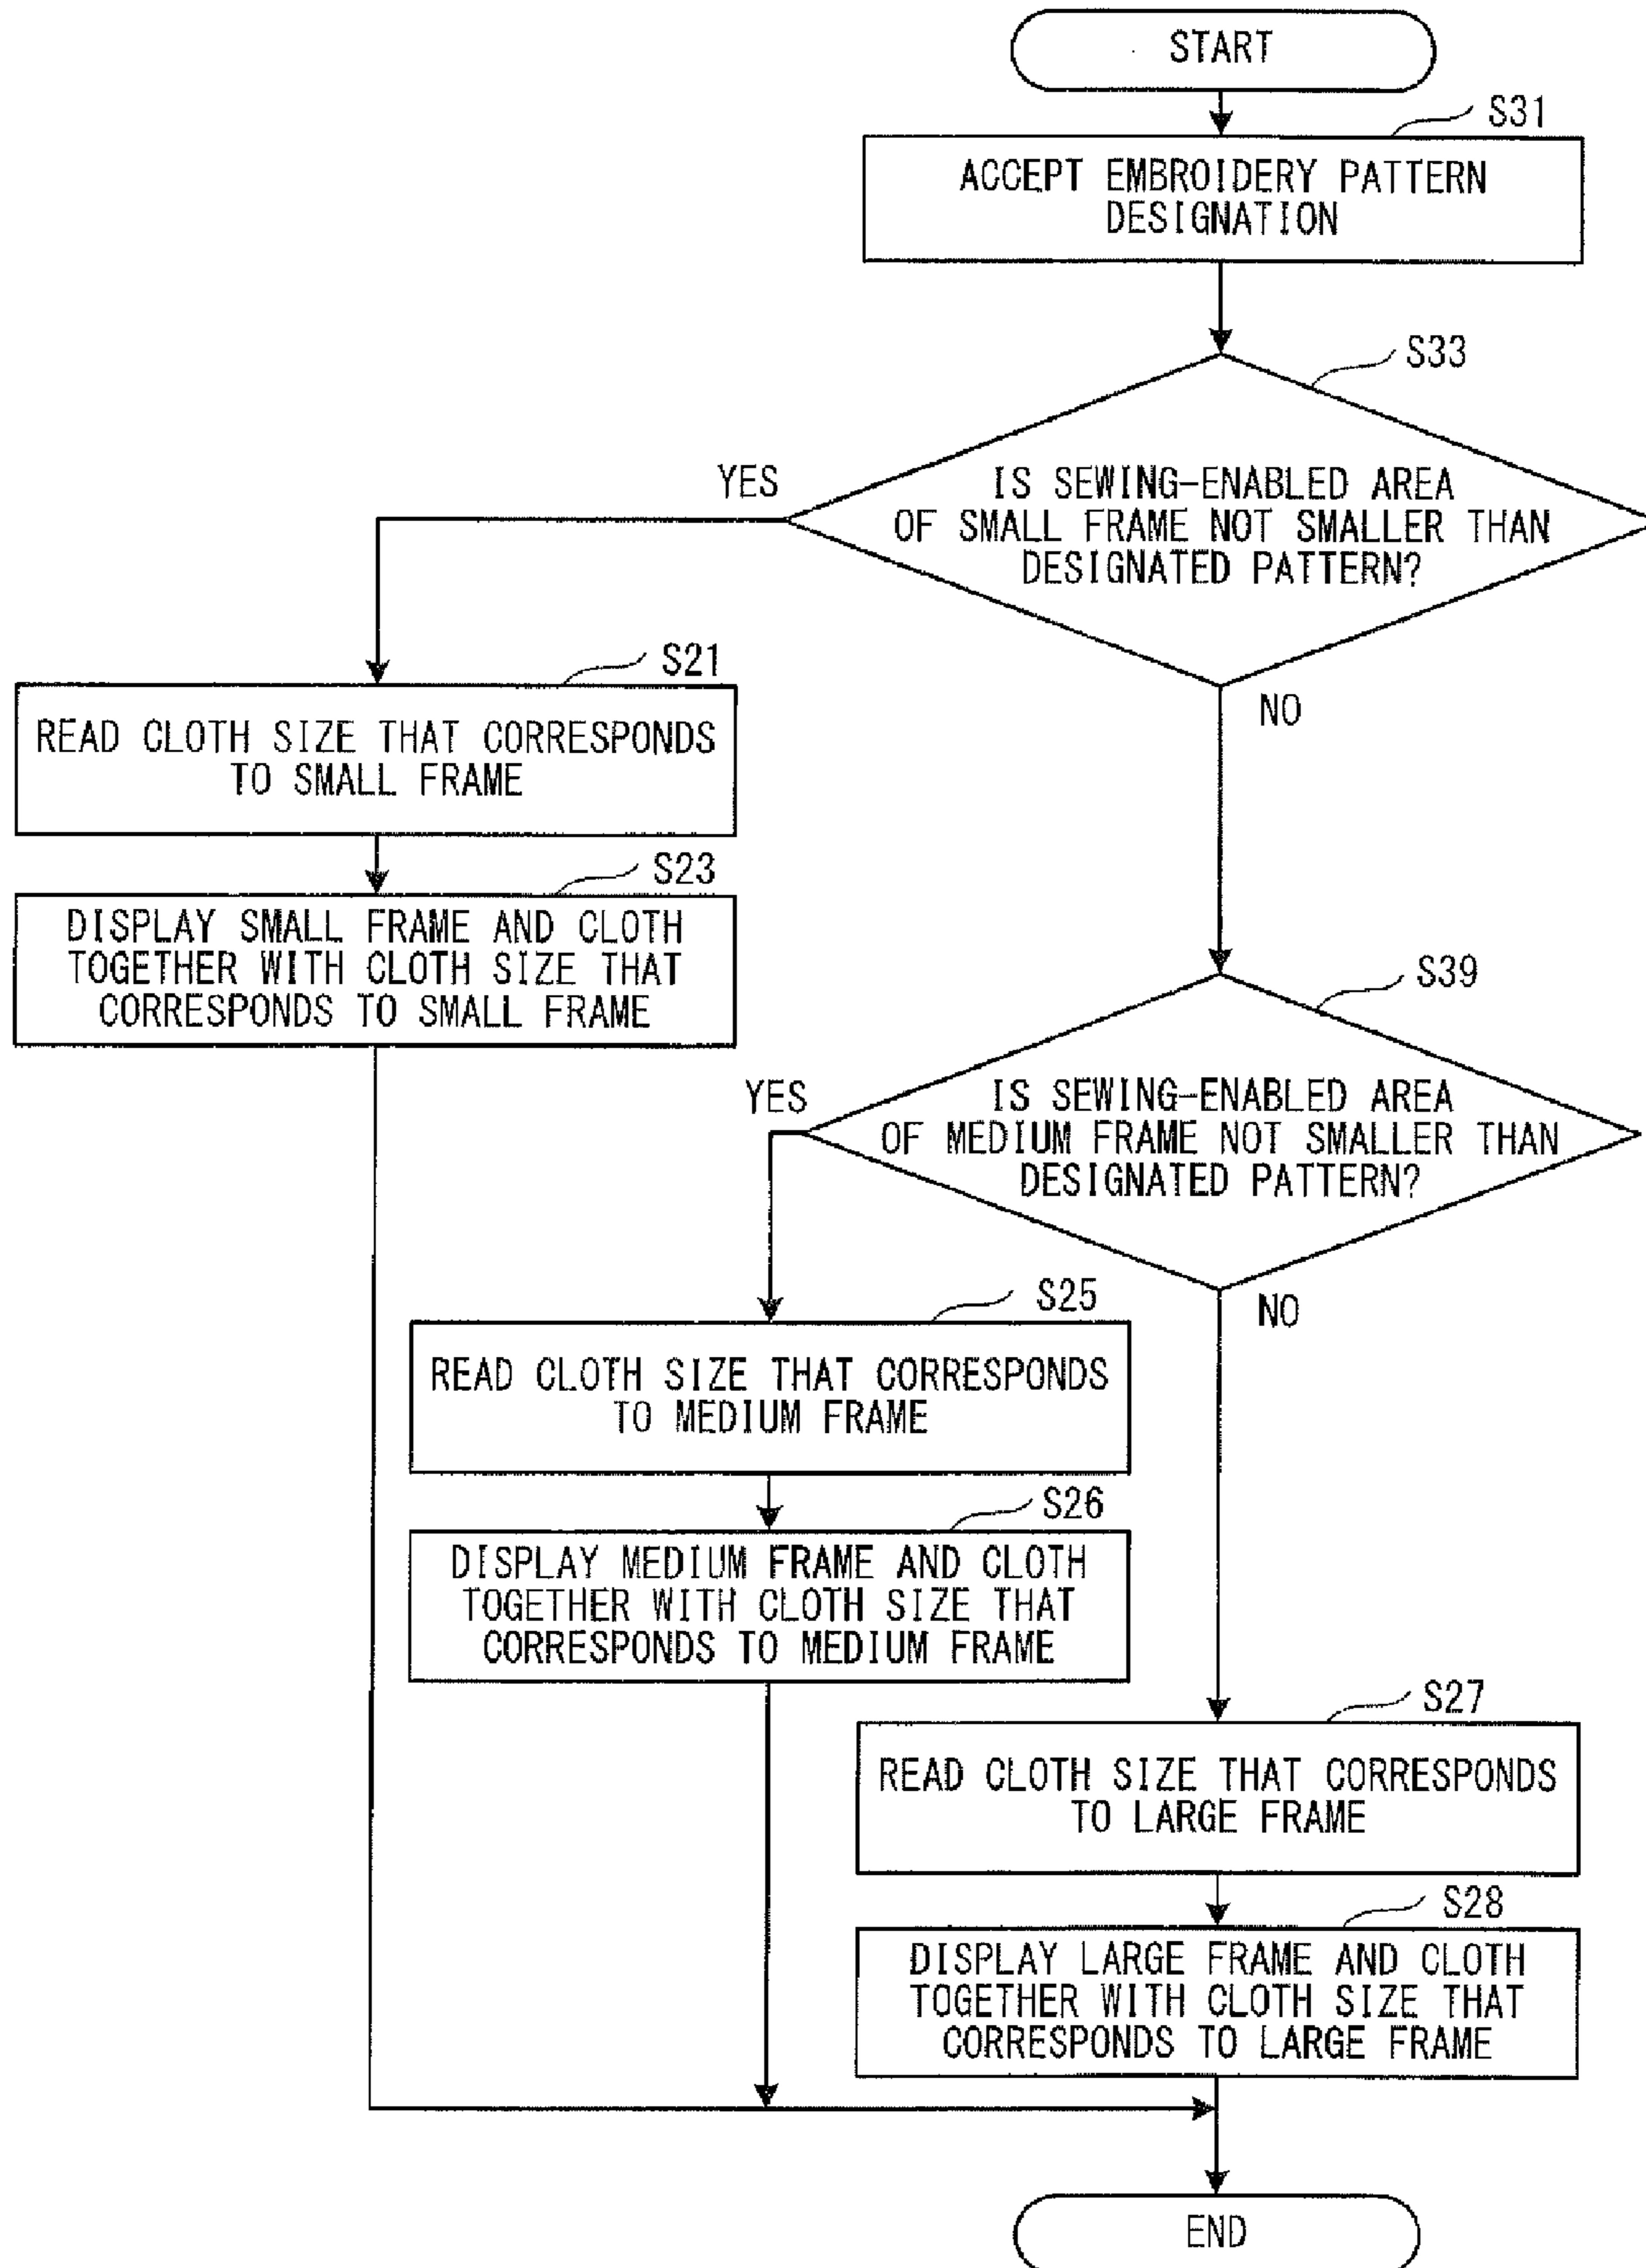 START
S31
ACCEPT EMBROIDERY PATTERN
DESIGNATION
S33
YES
IS SEWING-ENABLED AREA
OF SMALL FRAME NOT SMALLER THAN
DESIGNATED PATTERN?
NO
S21
READ CLOTH SIZE THAT CORRESPONDS
TO SMALL FRAME
S23
DISPLAY SMALL FRAME AND CLOTH
TOGETHER WITH CLOTH SIZE THAT
CORRESPONDS TO SMALL FRAME
S39
YES
IS SEWING-ENABLED AREA
OF MEDIUM FRAME NOT SMALLER THAN
DESIGNATED PATTERN?
NO
S25
READ CLOTH SIZE THAT CORRESPONDS
TO MEDIUM FRAME
S26
DISPLAY MEDIUM FRAME AND CLOTH
TOGETHER WITH CLOTH SIZE THAT
CORRESPONDS TO MEDIUM FRAME
S27
READ CLOTH SIZE THAT CORRESPONDS
TO LARGE FRAME
S28
DISPLAY LARGE FRAME AND CLOTH
TOGETHER WITH CLOTH SIZE THAT
CORRESPONDS TO LARGE FRAME
END